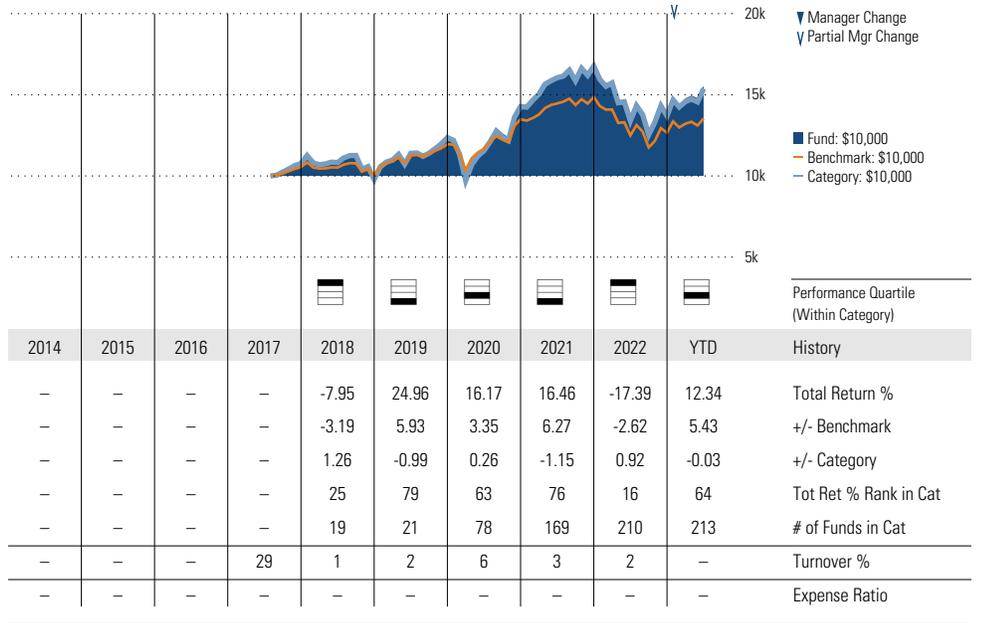 20k
15k
10k
5k
Manager Change
Partial Mgr Change
Fund: $10,000
Benchmark: $10,000
Category: $10,000
Performance Quartile
(Within Category)
2014 2015 2016 2017 2018 2019 2020 2021 2022 YTD History
– – – – -7.95 24.96 16.17 16.46 -17.39 12.34 Total Return %
– – – – -3.19 5.93 3.35 6.27 -2.62 5.43 +/- Benchmark
– – – – 1.26 -0.99 0.26 -1.15 0.92 -0.03 +/- Category
– – – – 25 79 63 76 16 64 Tot Ret % Rank in Cat
– – – – 19 21 78 169 210 213 # of Funds in Cat
– – – 29 1 2 6 3 2 – Turnover %
– – – – – – – – – – Expense Ratio